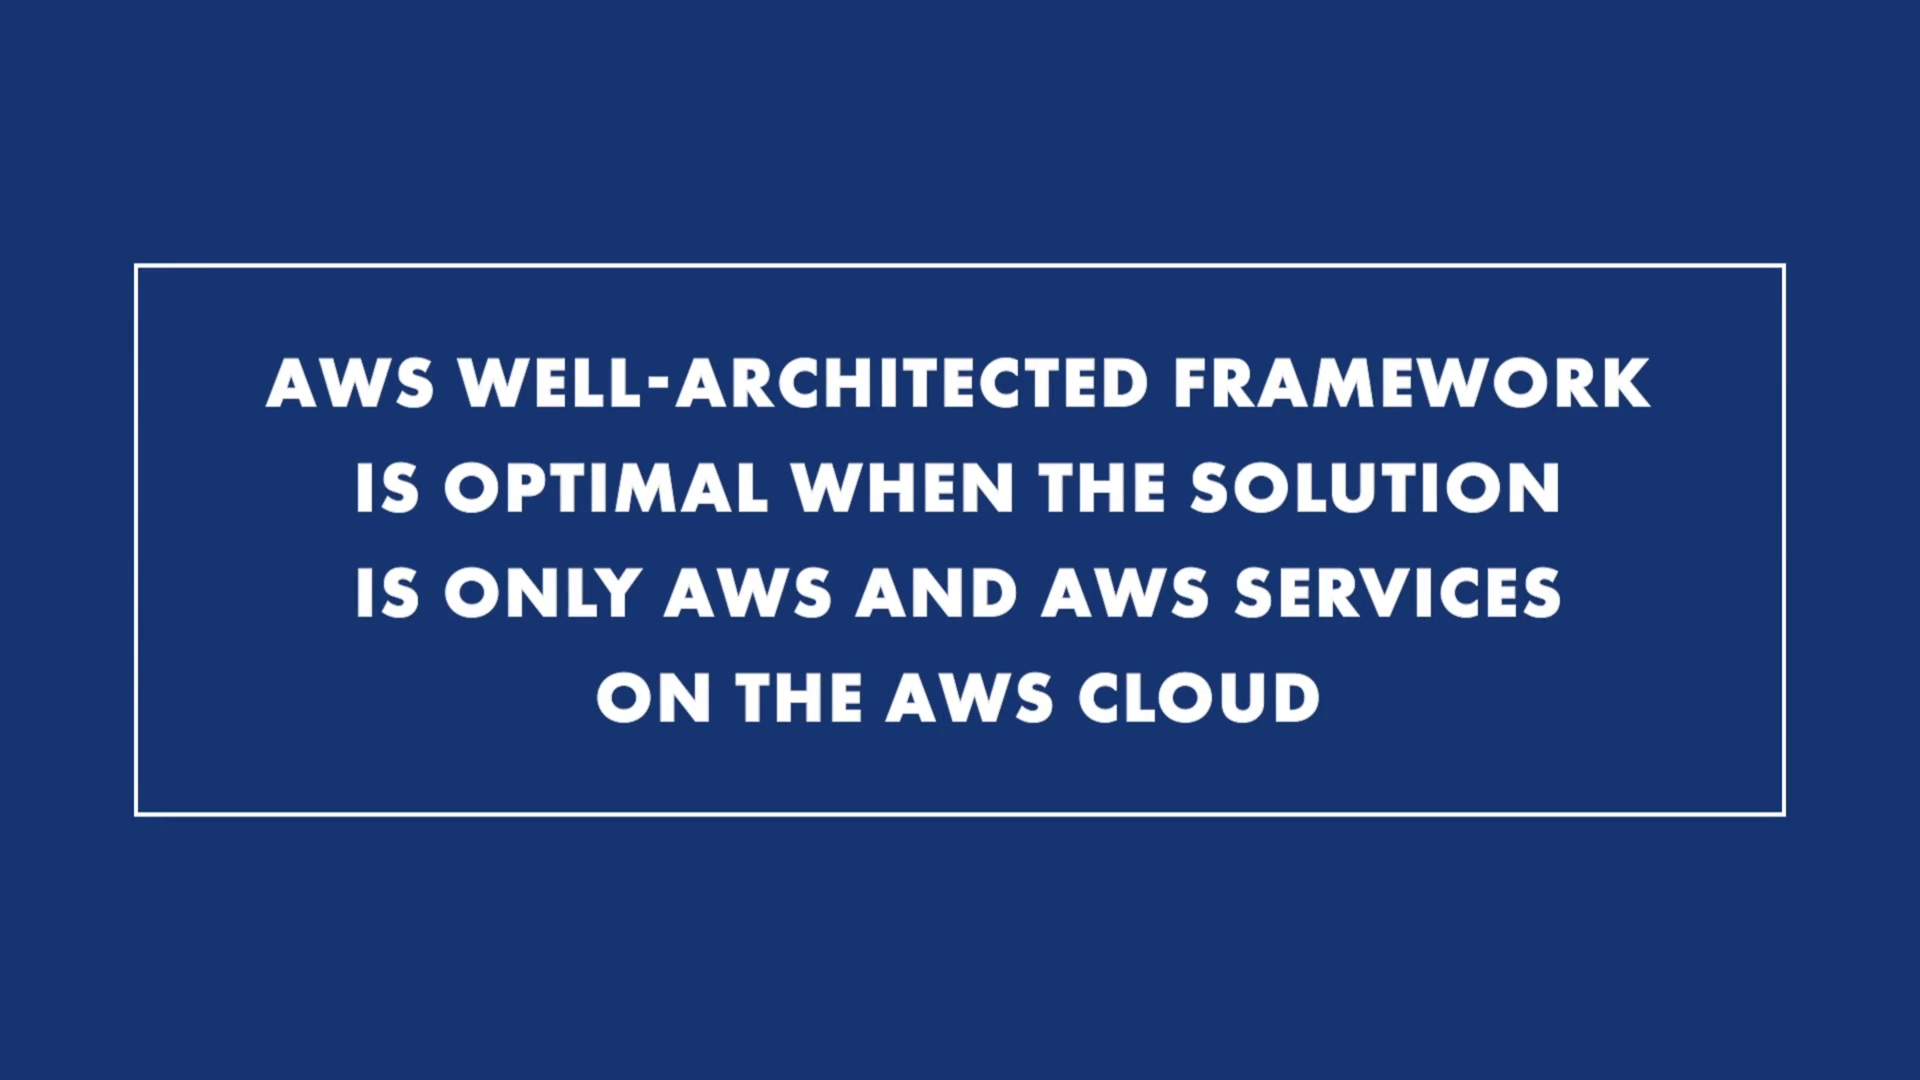 AWS WELL-ARCHITECTED FRAMEWORK
IS OPTIMAL WHEN THE SOLUTION
IS ONLY AWS AND AWS SERVICES
ON THE AWS CLOUD